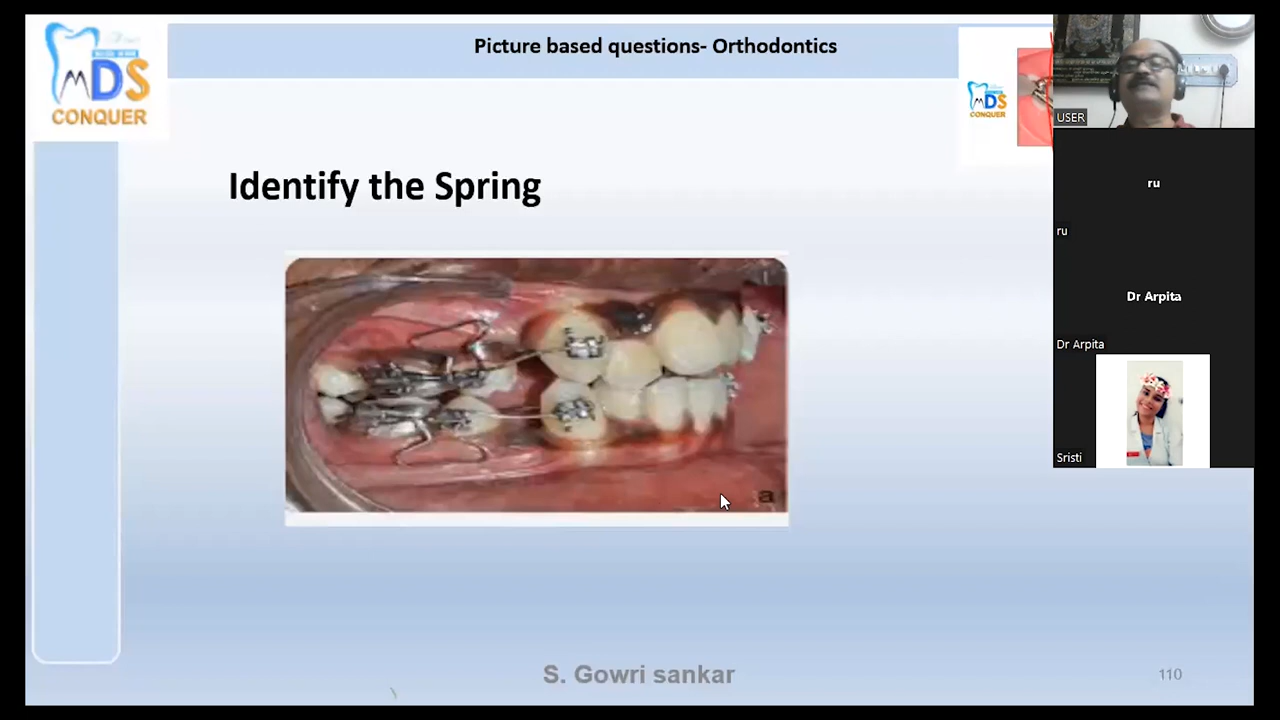 Picture based questions- Orthodontics
MDS
CONQUER
MDS
CONQUER
Identify the Spring
a
S. Gowri sankar
110
USER
ru
ru
Dr Arpita
Dr Arpita
Sristi